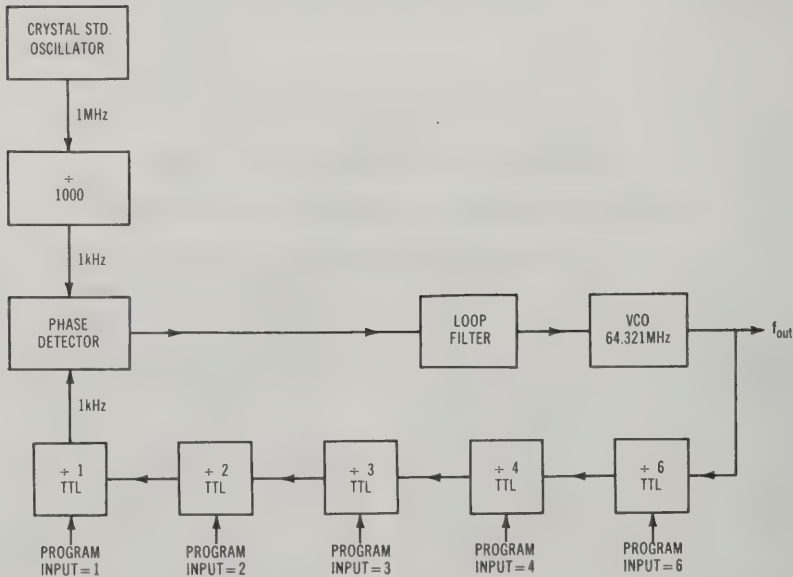 CRYSTAL STD.
OSCILLATOR
1MHz
÷
1000
1kHz
PHASE
DETECTOR
LOOP
FILTER
VCO
64.321MHz
fout
1kHz
÷ 1
TTL
÷ 2
TTL
÷ 3
TTL
÷ 4
TTL
÷ 6
TTL
PROGRAM
INPUT=1
PROGRAM
INPUT=2
PROGRAM
INPUT=3
PROGRAM
INPUT=4
PROGRAM
INPUT=6